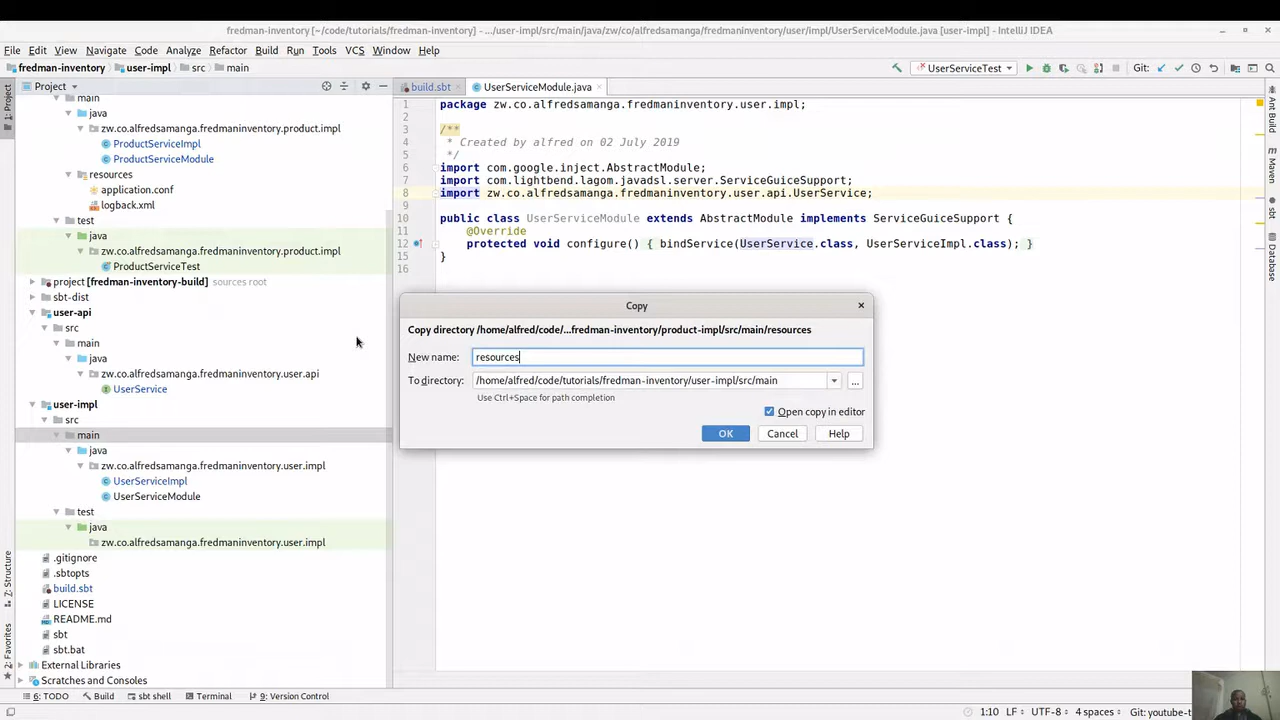 fredman-inventory [~/code/tutorials/fredman-inventory] - .../user-impl/src/main/java/zw/co/alfredsamanga/fredmaninventory/user/impl/UserServiceModule.java [user-impl] - IntelliJ IDEA
File Edit View Navigate Code Analyze Refactor Build Run Tools VCS Window Help
fredman-inventory user-impl src main UserServiceTest Git:
Project
build.sbt UserServiceModule.java
main
java
zw.co.alfredsamanga.fredmaninventory.product.impl
ProductServiceImpl
ProductServiceModule
resources
application.conf
logback.xml
test
java
zw.co.alfredsamanga.fredmaninventory.product.impl
ProductServiceTest
project [fredman-inventory-build] sources root
sbt-dist
user-api
src
main
java
zw.co.alfredsamanga.fredmaninventory.user.api
UserService
user-impl
src
main
java
zw.co.alfredsamanga.fredmaninventory.user.impl
UserServiceImpl
UserServiceModule
test
java
zw.co.alfredsamanga.fredmaninventory.user.impl
.gitignore
.sbtopts
build.sbt
LICENSE
README.md
sbt
sbt.bat
External Libraries
Scratches and Consoles
1 package zw.co.alfredsamanga.fredmaninventory.user.impl;
2
3 /**
4 * Created by alfred on 02 July 2019
5 */
6 import com.google.inject.AbstractModule;
7 import com.lightbend.lagom.javadsl.server.ServiceGuiceSupport;
8 import zw.co.alfredsamanga.fredmaninventory.user.api.UserService;
9
10 public class UserServiceModule extends AbstractModule implements ServiceGuiceSupport {
11 @Override
12 protected void configure() { bindService(UserService.class, UserServiceImpl.class); }
15 }
16
Copy
Copy directory /home/alfred/code/...fredman-inventory/product-impl/src/main/resources
New name: resources
To directory: /home/alfred/code/tutorials/fredman-inventory/user-impl/src/main ...
Use Ctrl+Space for path completion
Open copy in editor
OK Cancel Help
1: Project
7: Structure
2: Favorites
Ant Build
Maven
sbt
Database
6: TODO Build sbt shell Terminal 9: Version Control
1:10 LF UTF-8 4 spaces Git: youtube-t